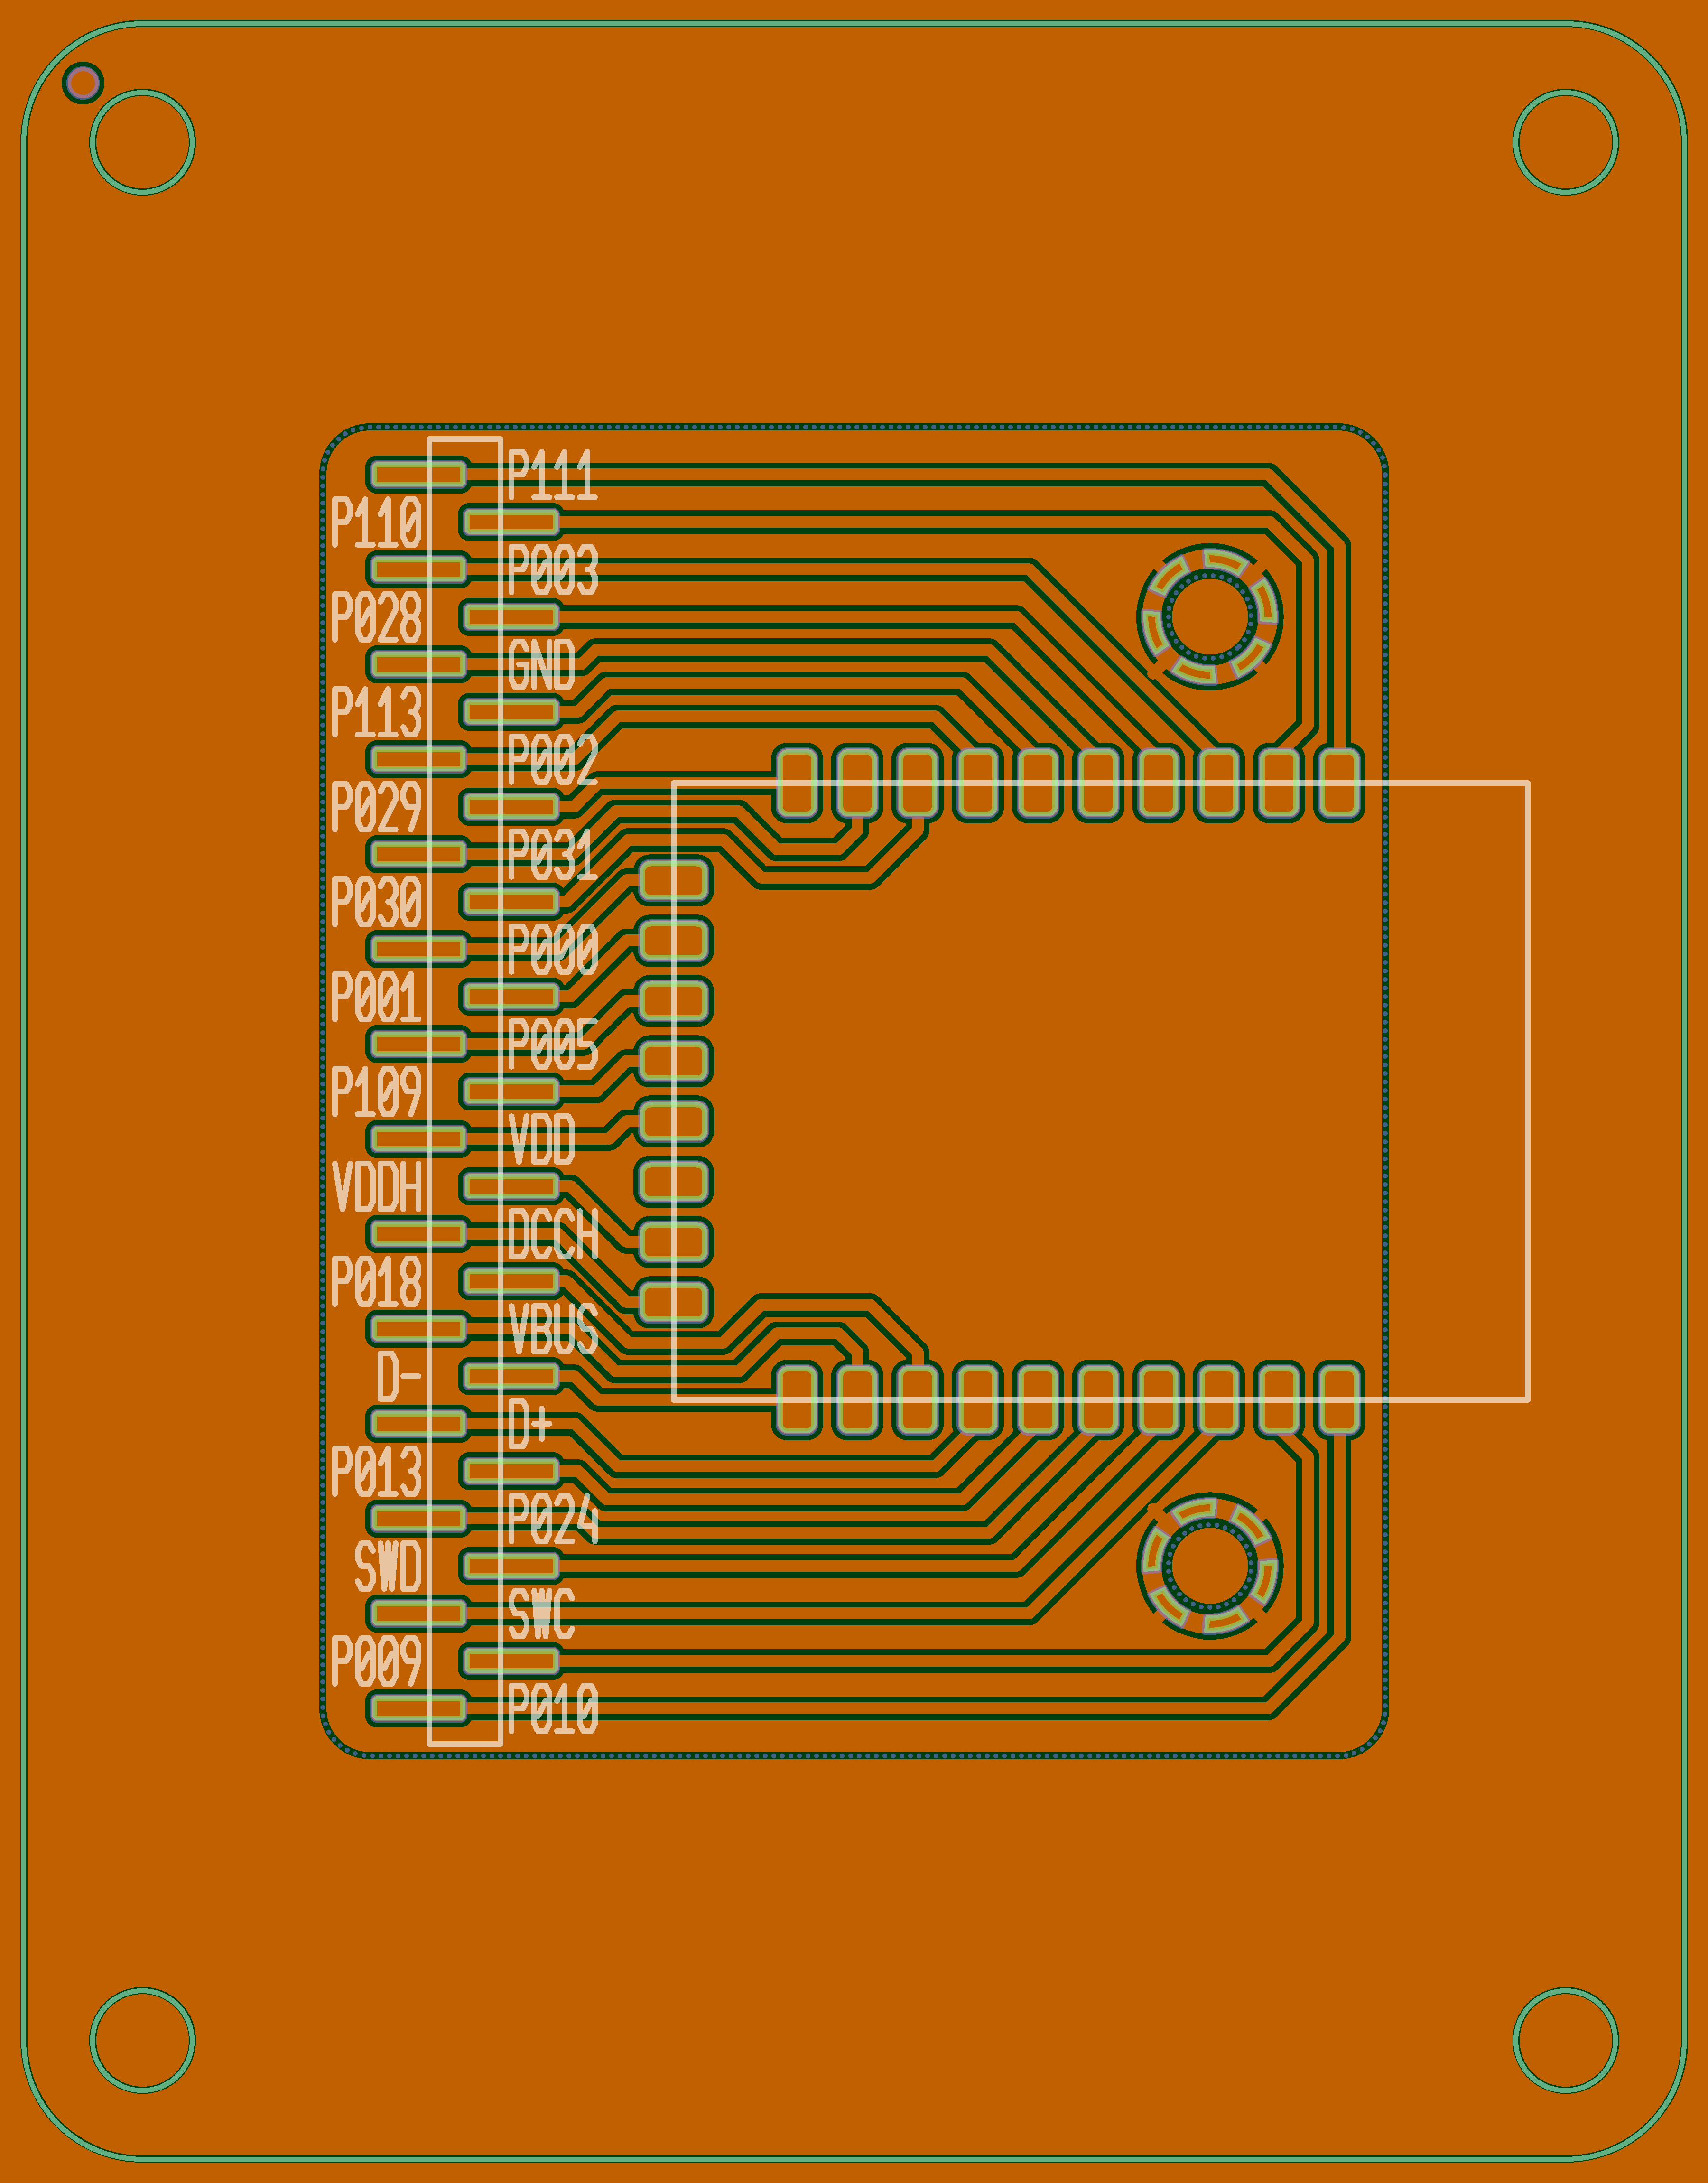 P111
P110
P003
P028
GND
P113
P002
P029
P031
P030
P000
P001
P005
P109
VDD
VDDH
DCCH
P018
VBUS
D-
D+
P013
P024
SWD
SWC
P009
P010